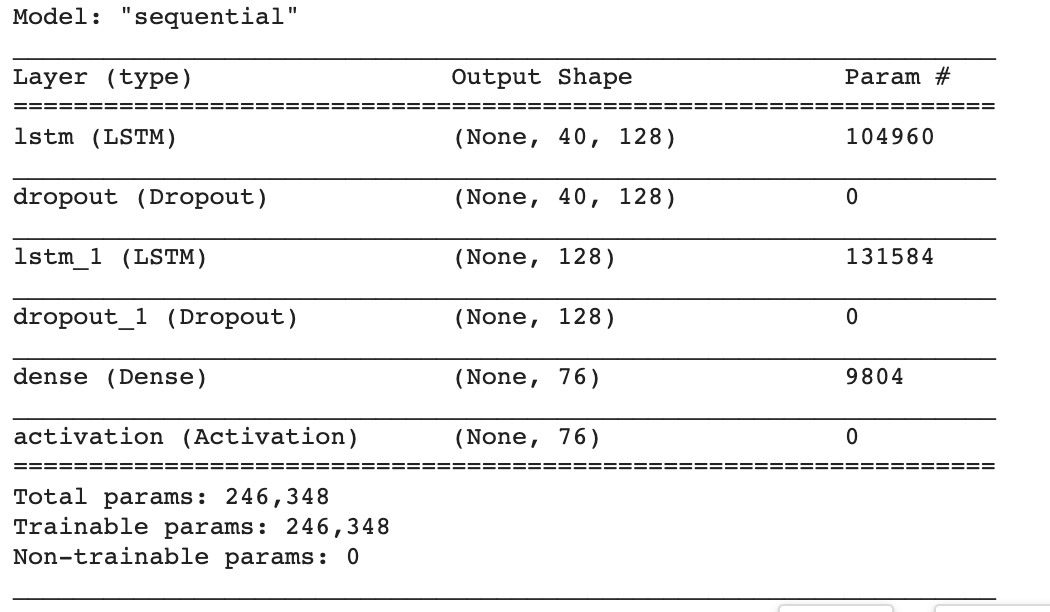 Model: "sequential"
Layer (type) Output Shape Param #
=================================================================
lstm (LSTM) (None, 40, 128) 104960
dropout (Dropout) (None, 40, 128) 0
lstm_1 (LSTM) (None, 128) 131584
dropout_1 (Dropout) (None, 128) 0
dense (Dense) (None, 76) 9804
activation (Activation) (None, 76) 0
=================================================================
Total params: 246,348
Trainable params: 246,348
Non-trainable params: 0